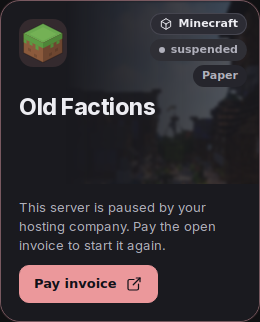 Minecraft
suspended
Paper
Old Factions
This server is paused by your
hosting company. Pay the open
invoice to start it again.
Pay invoice